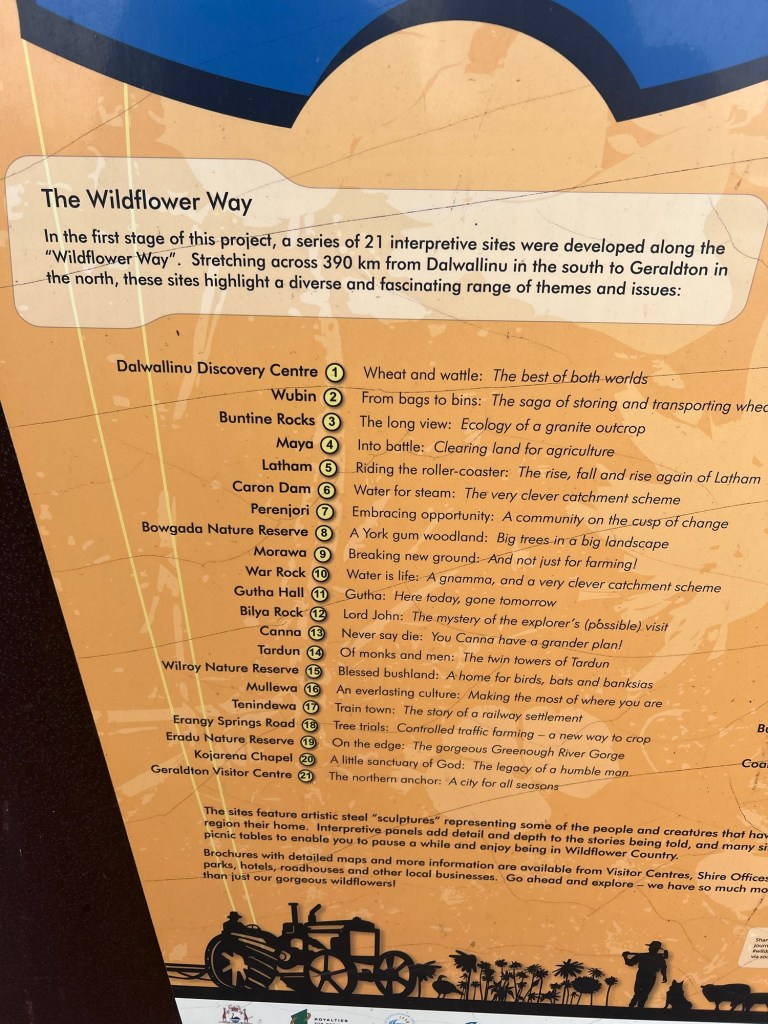 The Wildflower Way
In the first stage of this project, a series of 21 interpretive sites were developed along the
“Wildflower Way”. Stretching across 390 km from Dalwallinu in the south to Geraldton in
the north, these sites highlight a diverse and fascinating range of themes and issues:
Dalwallinu Discovery Centre 1 Wheat and wattle: The best of both worlds
Wubin 2 From bags to bins: The saga of storing and transporting
Buntine Rocks 3 The long view: Ecology of a granite outcrop
Maya 4 Into battle: Clearing land for agriculture
Latham 5 Riding the roller-coaster: The rise, fall and rise again of Latham
Caron Dam 6 Water for steam: The very clever catchment scheme
Perenjori 7 Embracing opportunity: A community on the cusp of change
Bowgada Nature Reserve 8 A York gum woodland: Big trees in a big landscape
Morawa 9 Breaking new ground: And not just for farming!
War Rock 10 Water is life: A gnamma, and a very clever catchment scheme
Gutha Hall 11 Gutha: Here today, gone tomorrow
Bilya Rock 12 Lord John: The mystery of the explorer’s (possible) visit
Canna 13 Never say die: You Canna have a grander plan!
Tardun 14 Of monks and men: The twin towers of Tardun
Wilroy Nature Reserve 15 Blessed bushland: A home for birds, bats and banksias
Mullewa 16 An everlasting culture: Making the most of where you are
Tenindewa 17 Train town: The story of a railway settlement
Erangy Springs Road 18 Tree trials: Controlled traffic farming – a new way to crop
Eradu Nature Reserve 19 On the edge: The gorgeous Greenough River Gorge
Kojarena Chapel 20 A little sanctuary of God: The legacy of a humble man
Geraldton Visitor Centre 21 The northern anchor: A city for all seasons
The sites feature artistic steel “sculptures” representing some of the people and creatures that
region their home. Interpretive panels add detail and depth to the stories being told, and many
picnic tables to enable you to pause a while and enjoy being in Wildflower Country.
Brochures with detailed maps and more information are available from Visitor Centres, Shire
parks, hotels, roadhouses and other local businesses. Go ahead and explore – we have so much
than just our gorgeous wildflowers!
ROYALTIES